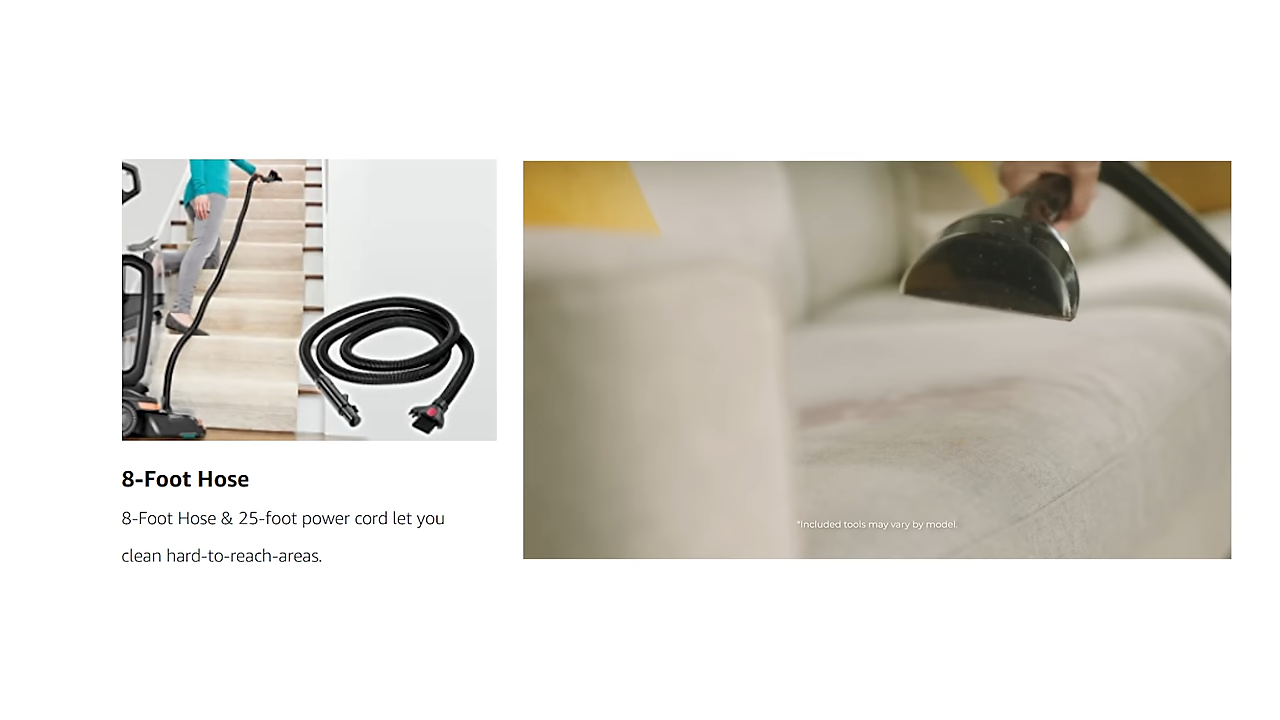 8-Foot Hose
8-Foot Hose & 25-foot power cord let you
clean hard-to-reach-areas.
*Included tools may vary by model.